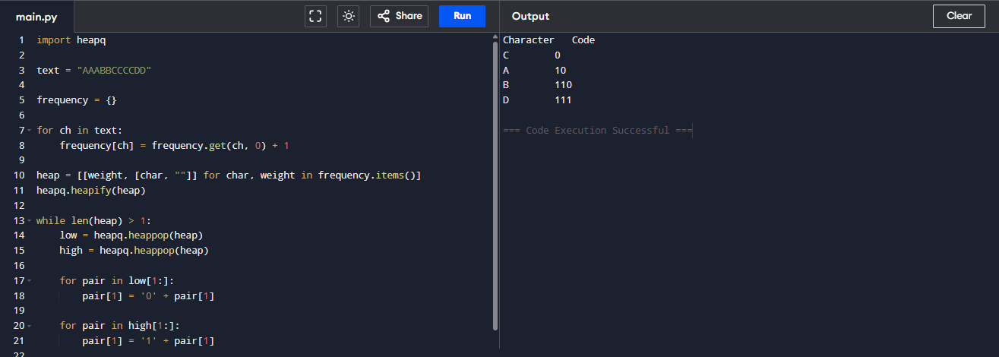 main.py Share Run Output Clear
1 import heapq
2
3 text = "AAABBCCCCDD"
4
5 frequency = {}
6
7 for ch in text:
8     frequency[ch] = frequency.get(ch, 0) + 1
9
10 heap = [[weight, [char, ""]] for char, weight in frequency.items()]
11 heapq.heapify(heap)
12
13 while len(heap) > 1:
14     low = heapq.heappop(heap)
15     high = heapq.heappop(heap)
16
17     for pair in low[1:]:
18         pair[1] = '0' + pair[1]
19
20     for pair in high[1:]:
21         pair[1] = '1' + pair[1]
22
Character   Code
C        0
A        10
B        110
D        111
=== Code Execution Successful ===